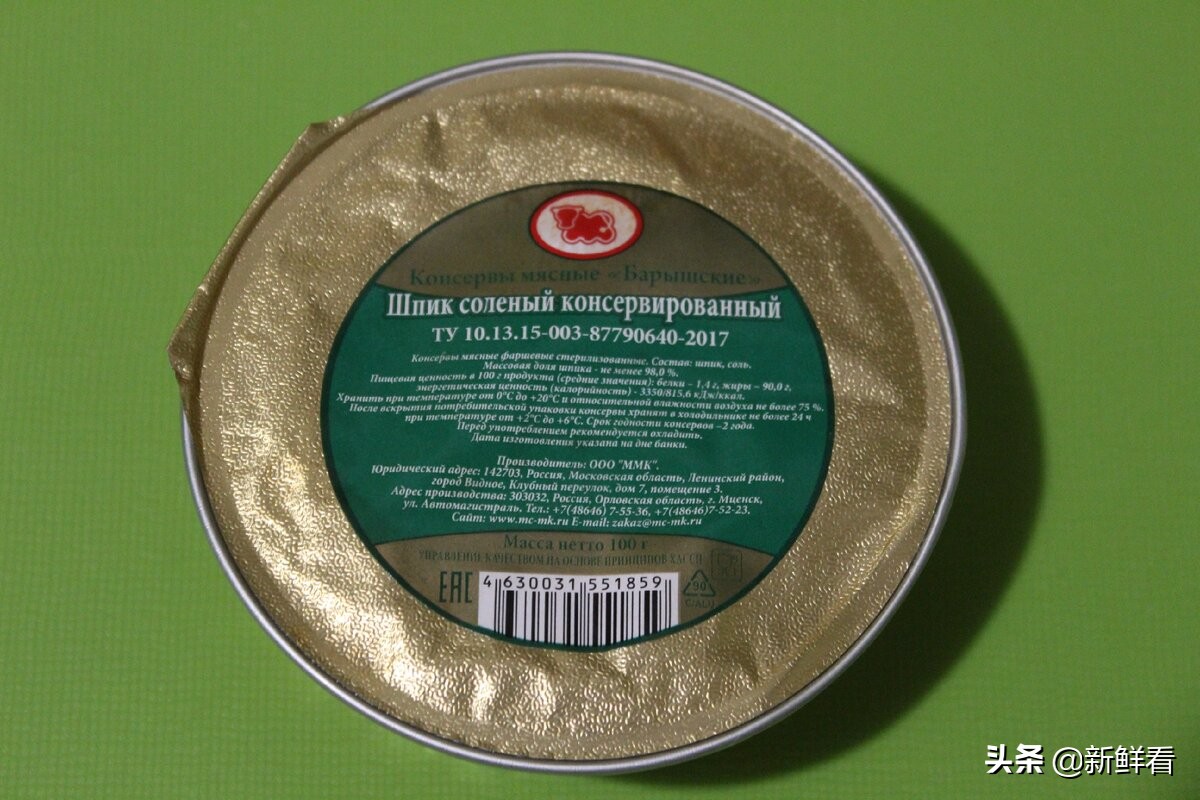 Консервы мясные «Барышские»
Шпик соленый консервированный
ТУ 10.13.15-003-87790640-2017
Консервы мясные фаршевые стерилизованные. Состав: шпик, соль.
Массовая доля шпика - не менее 98,0 %.
Пищевая ценность в 100 г продукта (средние значения): белки – 1,4 г, жиры – 90,0 г,
энергетическая ценность (калорийность) - 3350/815,6 кДж/ккал.
Хранить при температуре от 0°С до +20°С и относительной влажности воздуха не более 75 %.
После вскрытия потребительской упаковки консервы хранят в холодильнике не более 24 ч
при температуре от +2°С до +6°С. Срок годности консервов –2 года.
Перед употреблением рекомендуется охладить.
Дата изготовления указана на дне банки.
Производитель: ООО "ММК".
Юридический адрес: 142703, Россия, Московская область, Ленинский район,
город Видное, Клубный переулок, дом 7, помещение 3.
Адрес производства: 303032, Россия, Орловская область, г. Мценск,
ул. Автомагистраль. Тел.: +7(48646) 7-55-36, +7(48646)7-52-23.
Сайт: www.mc-mk.ru E-mail: zakaz@mc-mk.ru
Масса нетто 100 г
УПРАВЛЕНИЕ КАЧЕСТВОМ НА ОСНОВЕ ПРИНЦИПОВ ХАССП
ЕАС
4 630031 551859
90
C/ALU
头条 @新鲜看